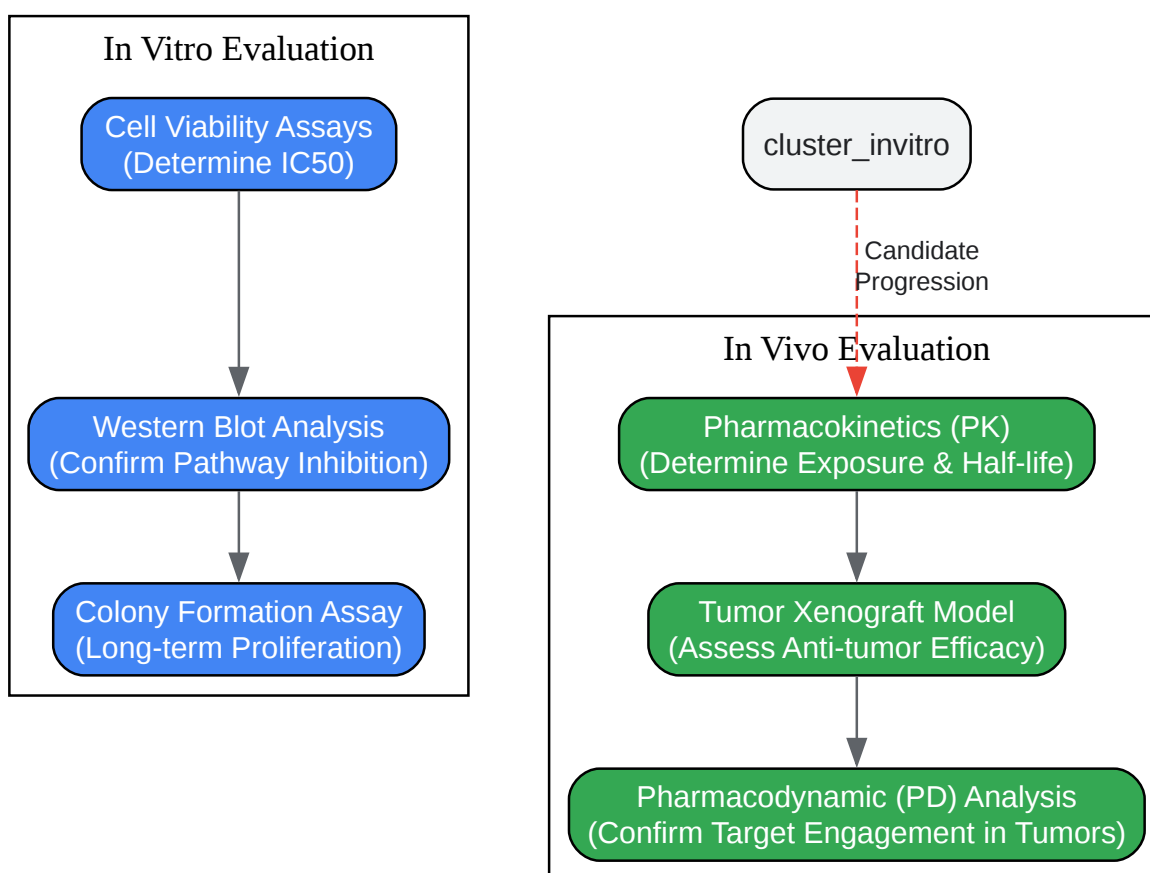 In Vitro Evaluation
Cell Viability Assays
(Determine IC50)
Western Blot Analysis
(Confirm Pathway Inhibition)
Colony Formation Assay
(Long-term Proliferation)
cluster_invitro
Candidate
Progression
In Vivo Evaluation
Pharmacokinetics (PK)
(Determine Exposure & Half-life)
Tumor Xenograft Model
(Assess Anti-tumor Efficacy)
Pharmacodynamic (PD) Analysis
(Confirm Target Engagement in Tumors)